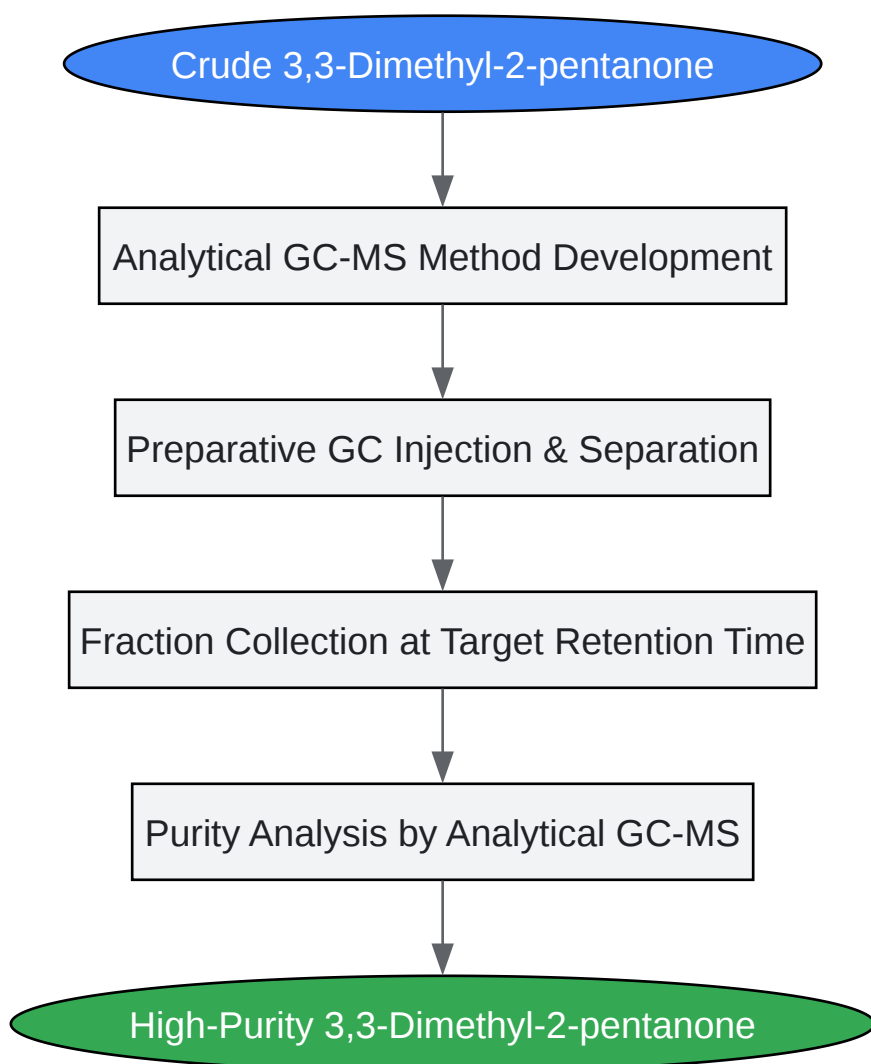 Crude 3,3-Dimethyl-2-pentanone
Analytical GC-MS Method Development
Preparative GC Injection & Separation
Fraction Collection at Target Retention Time
Purity Analysis by Analytical GC-MS
High-Purity 3,3-Dimethyl-2-pentanone